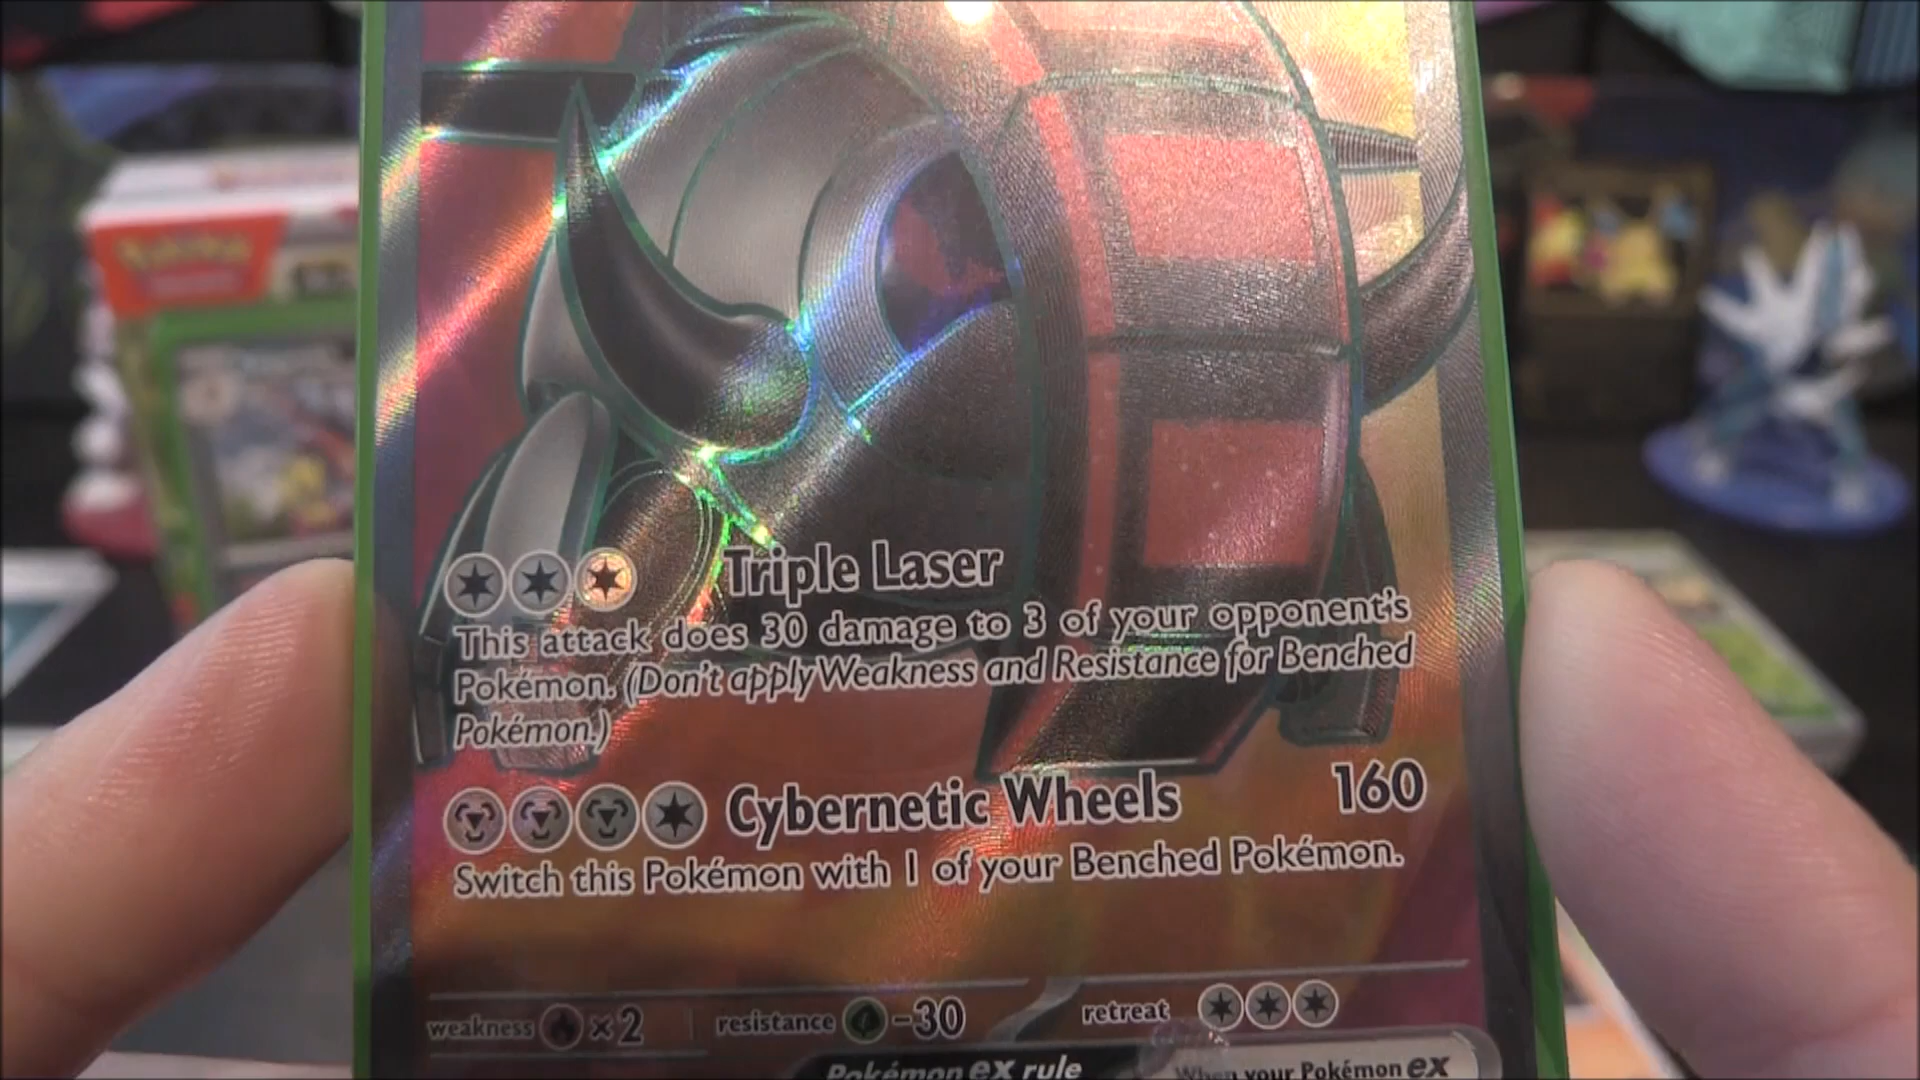 Triple Laser
This attack does 30 damage to 3 of your opponent's
Pokémon. (Don't apply Weakness and Resistance for Benched
Pokémon.)
Cybernetic Wheels 160
Switch this Pokémon with 1 of your Benched Pokémon.
weakness ×2 resistance -30 retreat
Pokémon ex rule When your Pokémon ex